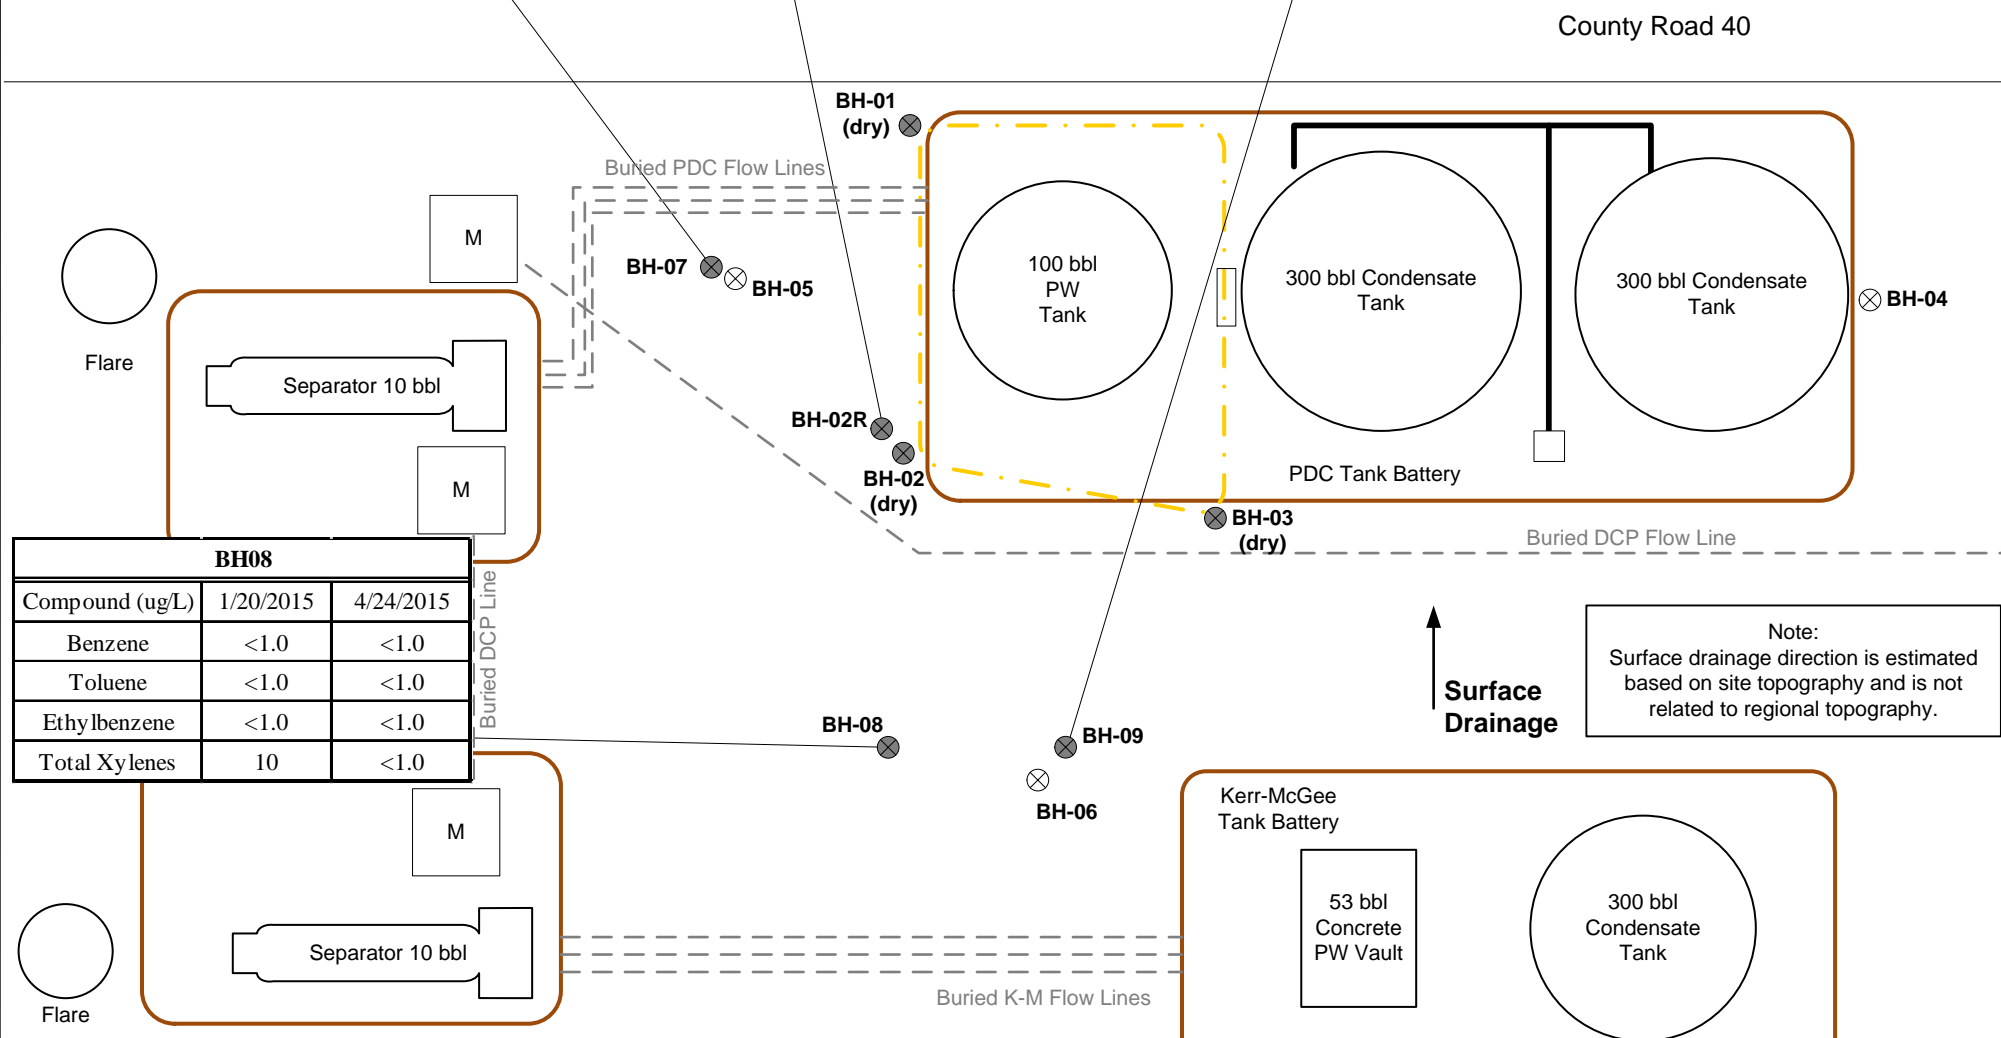 County Road 40
BH-01
(dry)
Buried PDC Flow Lines
M
BH-07
BH-05
100 bbl
PW
Tank
300 bbl Condensate
Tank
300 bbl Condensate
Tank
BH-04
Flare
Separator 10 bbl
BH-02R
BH-02
(dry)
M
PDC Tank Battery
BH-03
(dry)
Buried DCP Flow Line
BH08
Compound (ug/L) 1/20/2015 4/24/2015
Benzene <1.0 <1.0
Toluene <1.0 <1.0
Ethylbenzene <1.0 <1.0
Total Xylenes 10 <1.0
Buried DCP Line
Surface
Drainage
Note:
Surface drainage direction is estimated
based on site topography and is not
related to regional topography.
BH-08
BH-09
BH-06
M
Kerr-McGee
Tank Battery
53 bbl
Concrete
PW Vault
300 bbl
Condensate
Tank
Separator 10 bbl
Buried K-M Flow Lines
Flare